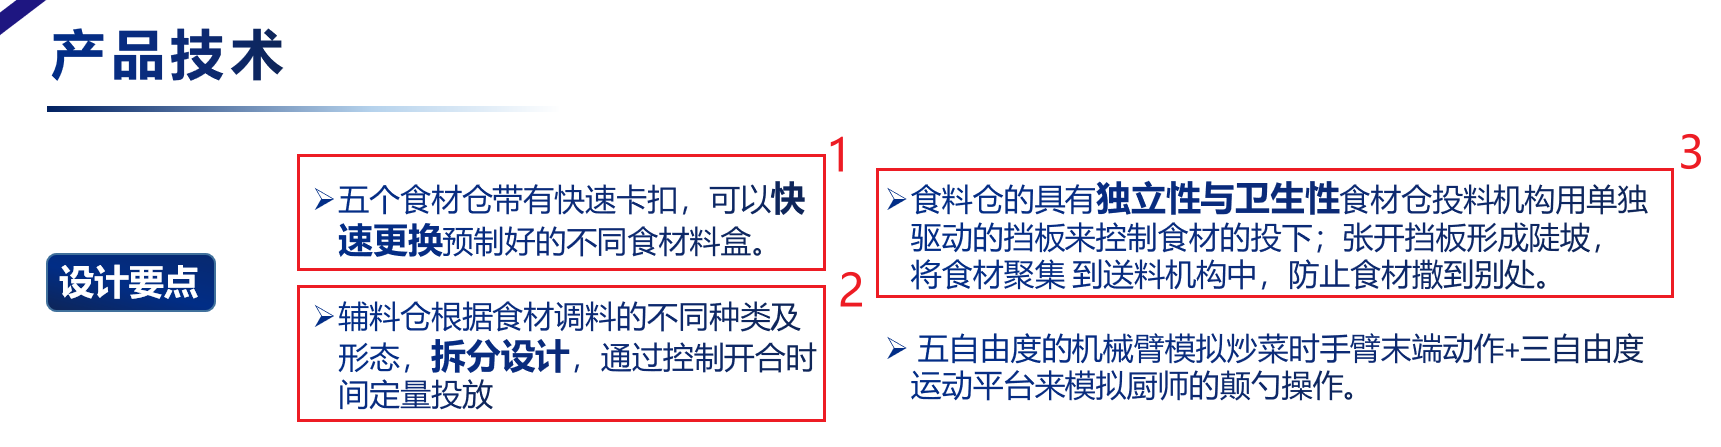 产品技术
设计要点
1
➢五个食材仓带有快速卡扣，可以快
速更换预制好的不同食材料盒。
2
➢辅料仓根据食材调料的不同种类及
形态，拆分设计，通过控制开合时
间定量投放
3
➢食料仓的具有独立性与卫生性食材仓投料机构用单独
驱动的挡板来控制食材的投下；张开挡板形成陡坡，
将食材聚集 到送料机构中，防止食材撒到别处。
➢ 五自由度的机械臂模拟炒菜时手臂末端动作+三自由度
运动平台来模拟厨师的颠勺操作。